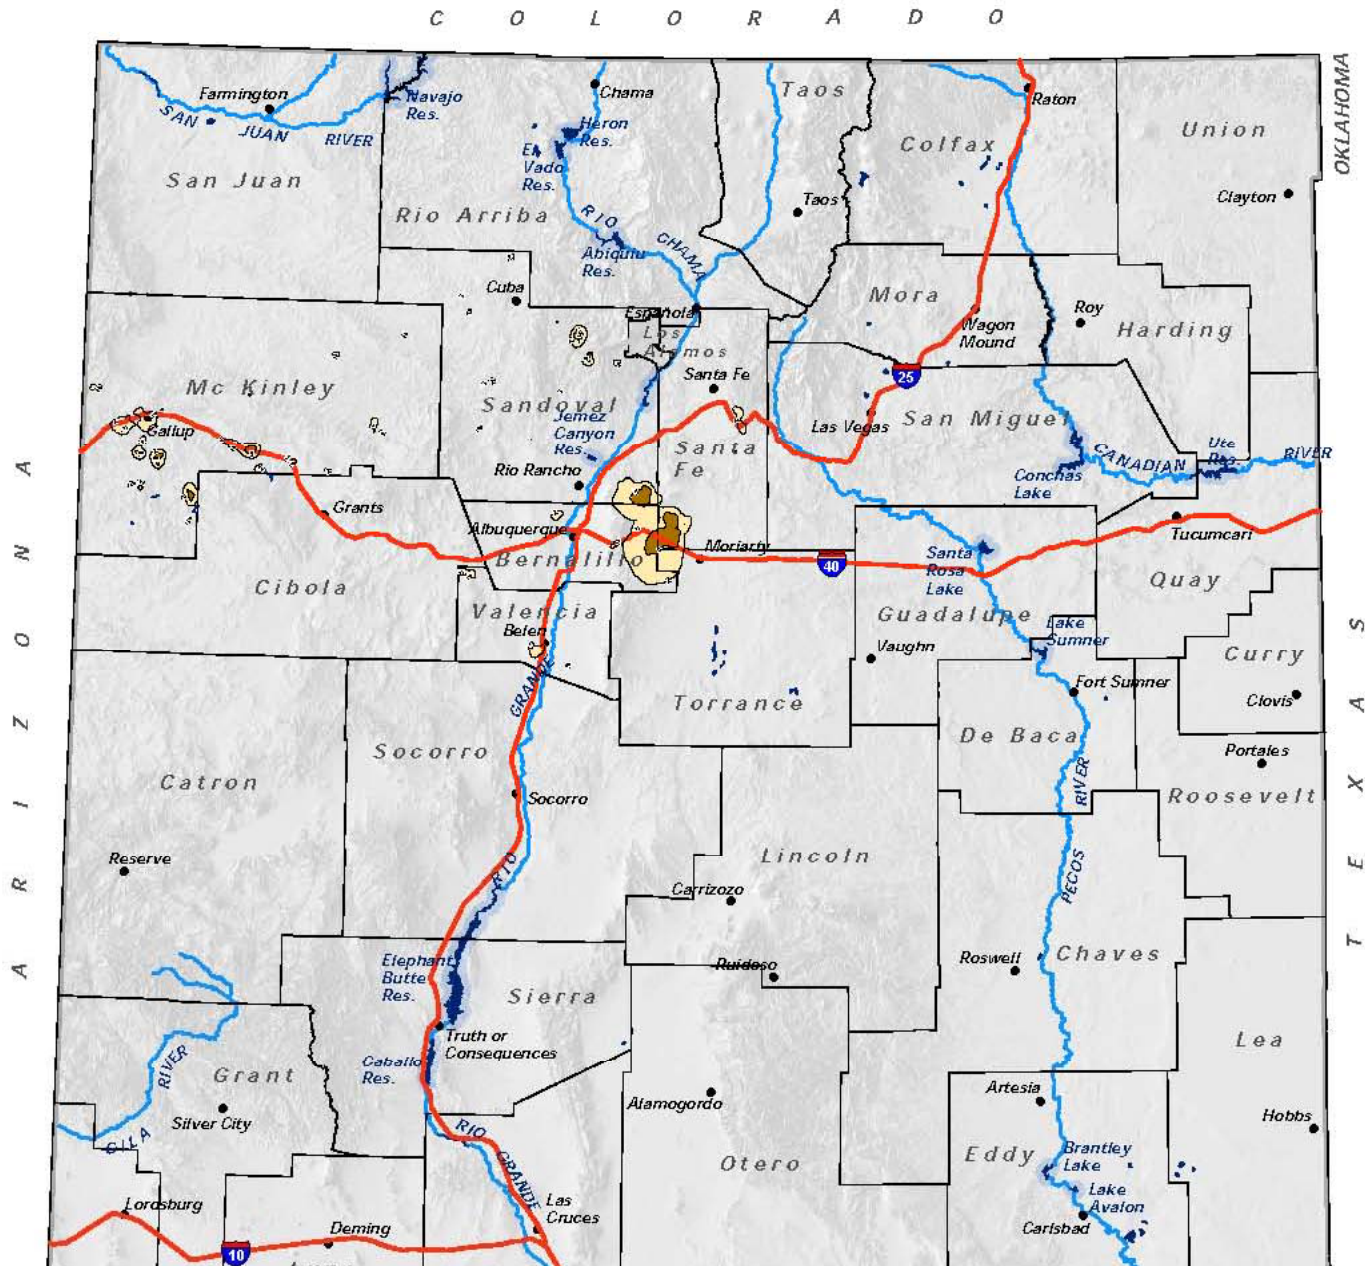 C O L O R A D O
OKLAHOMA
A R I Z O N A
T E X A S
Farmington
SAN JUAN RIVER
Navajo
Res.
San Juan
Chama
Heron
Res.
El
Vado
Res.
Rio Arriba
RIO CHAMA
Abiquiu
Res.
Taos
Taos
Raton
Colfax
Union
Clayton
Cuba
Española
Los
Alamos
Mora
Wagon
Mound
Roy
Harding
Mc Kinley
Gallup
Sandoval
Jemez
Canyon
Res.
Santa Fe
Santa
Fe
25
Las Vegas
San Miguel
Conchas
Lake
CANADIAN RIVER
Ute
Res.
Rio Rancho
Grants
Albuquerque
Bernalillo
Moriarty
40
Santa
Rosa
Lake
Tucumcari
Quay
Cibola
Valencia
Belen
Guadalupe
Vaughn
Lake
Sumner
Curry
Fort Sumner
Clovis
Torrance
RIO GRANDE
Socorro
De Baca
Portales
Catron
Socorro
PECOS RIVER
Roosevelt
Reserve
Lincoln
Carrizozo
Roswell
Chaves
Elephant
Butte
Res.
Sierra
Ruidoso
Truth or
Consequences
Caballo
Res.
Lea
GILA RIVER
Grant
Silver City
Alamogordo
Artesia
Hobbs
RIO GRANDE
Otero
Eddy
Brantley
Lake
Lake
Avalon
Carlsbad
Lordsburg
Deming
Las
Cruces
10